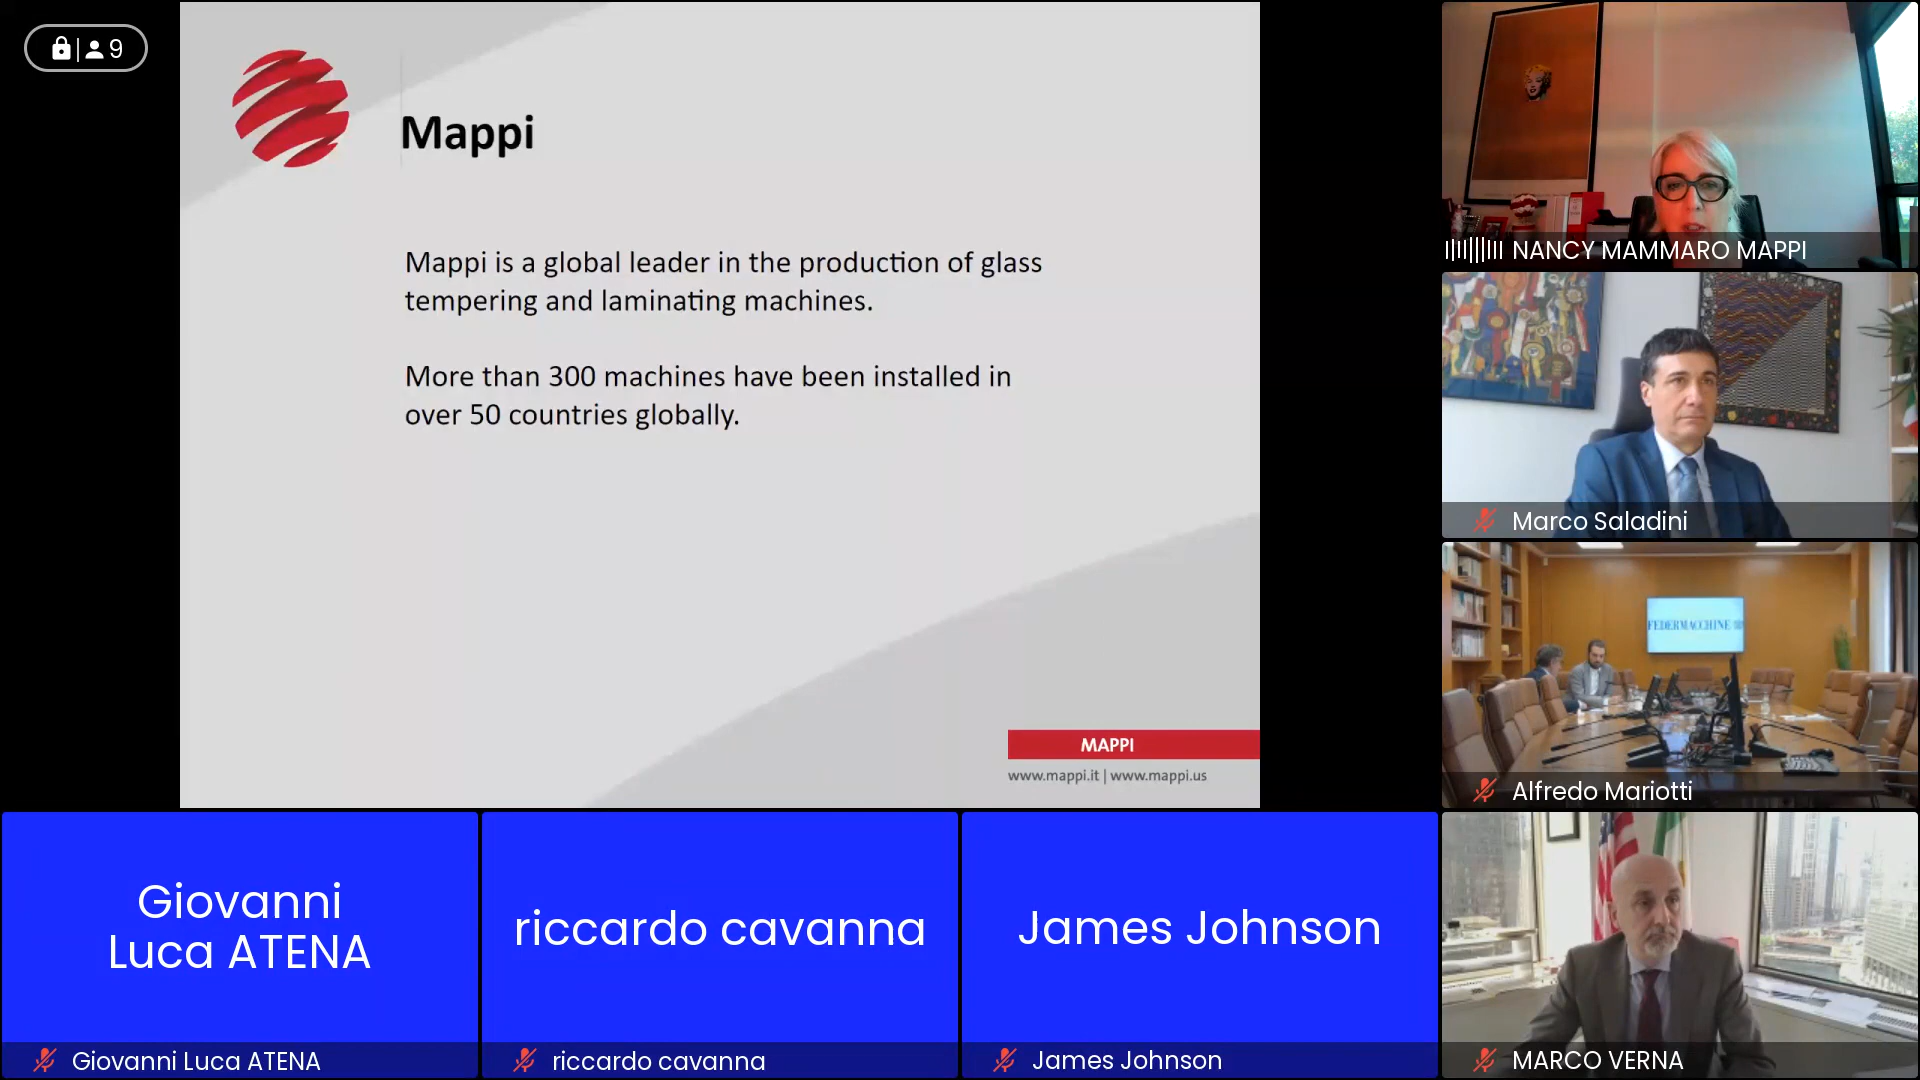 9
Mappi
Mappi is a global leader in the production of glass
tempering and laminating machines.
More than 300 machines have been installed in
over 50 countries globally.
MAPPI
www.mappi.it | www.mappi.us
NANCY MAMMARO MAPPI
Marco Saladini
FEDERMACCHINE
Alfredo Mariotti
Giovanni
Luca ATENA
Giovanni Luca ATENA
riccardo cavanna
riccardo cavanna
James Johnson
James Johnson
MARCO VERNA